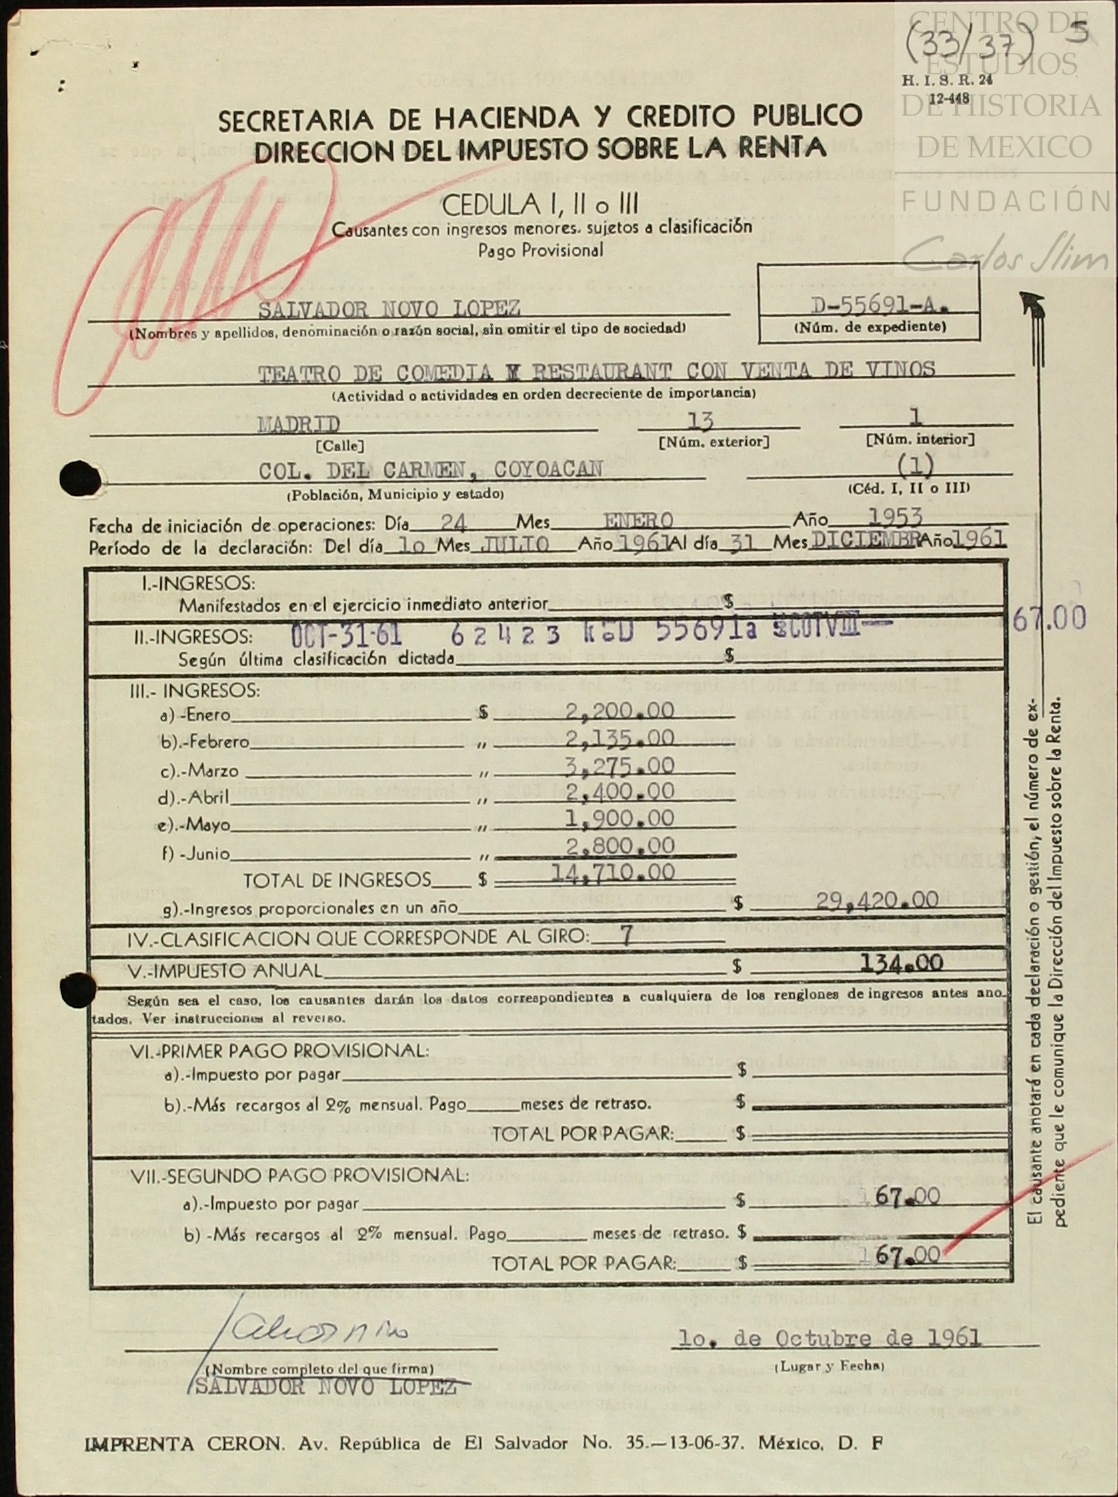 CENTRO DE
ESTUDIOS
DE HISTORIA
DE MEXICO
FUNDACIÓN
Carlos Slim
(33/37) 5
H. I. S. R. 24
12-448
SECRETARIA DE HACIENDA Y CREDITO PUBLICO
DIRECCION DEL IMPUESTO SOBRE LA RENTA
CEDULA I, II o III
Causantes con ingresos menores. sujetos a clasificación
Pago Provisional
SALVADOR NOVO LOPEZ D-55691-A.
(Nombres y apellidos, denominación o razón social, sin omitir el tipo de sociedad) (Núm. de expediente)
TEATRO DE COMEDIA Y RESTAURANT CON VENTA DE VINOS
(Actividad o actividades en orden decreciente de importancia)
MADRID 13 1
[Calle] [Núm. exterior] [Núm. interior]
COL. DEL CARMEN, COYOACAN (1)
(Población, Municipio y estado) (Céd. I, II o III)
Fecha de iniciación de operaciones: Día 24 Mes ENERO Año 1953
Período de la declaración: Del día 1o Mes JULIO Año 1961 Al día 31 Mes DICIEMBR Año 1961
I.-INGRESOS:
Manifestados en el ejercicio inmediato anterior $
II.-INGRESOS: OCT-31-61 62423 55691a 67.00
Según última clasificación dictada $
III.- INGRESOS:
a) -Enero $ 2,200.00
b).-Febrero ,, 2,135.00
c).-Marzo ,, 3,275.00
d).-Abril ,, 2,400.00
e).-Mayo ,, 1,900.00
f) -Junio ,, 2,800.00
TOTAL DE INGRESOS $ 14,710.00
g).-Ingresos proporcionales en un año $ 29,420.00
IV.-CLASIFICACION QUE CORRESPONDE AL GIRO: 7
V.-IMPUESTO ANUAL $ 134.00
Según sea el caso, los causantes darán los datos correspondientes a cualquiera de los renglones de ingresos antes ano-
tados. Ver instrucciones al reverso.
VI.-PRIMER PAGO PROVISIONAL:
a).-Impuesto por pagar $
b).-Más recargos al 2% mensual. Pago meses de retraso. $
TOTAL POR PAGAR: $
VII.-SEGUNDO PAGO PROVISIONAL:
a).-Impuesto por pagar $ 67.00
b) -Más recargos al 2% mensual. Pago meses de retraso. $
TOTAL POR PAGAR: $ 67.00
El causante anotará en cada declaración o gestión, el número de ex-
pediente que le comunique la Dirección del Impuesto sobre la Renta.
1o. de Octubre de 1961
(Nombre completo del que firma) (Lugar y Fecha)
SALVADOR NOVO LOPEZ
IMPRENTA CERON. Av. República de El Salvador No. 35.—13-06-37. México, D. F